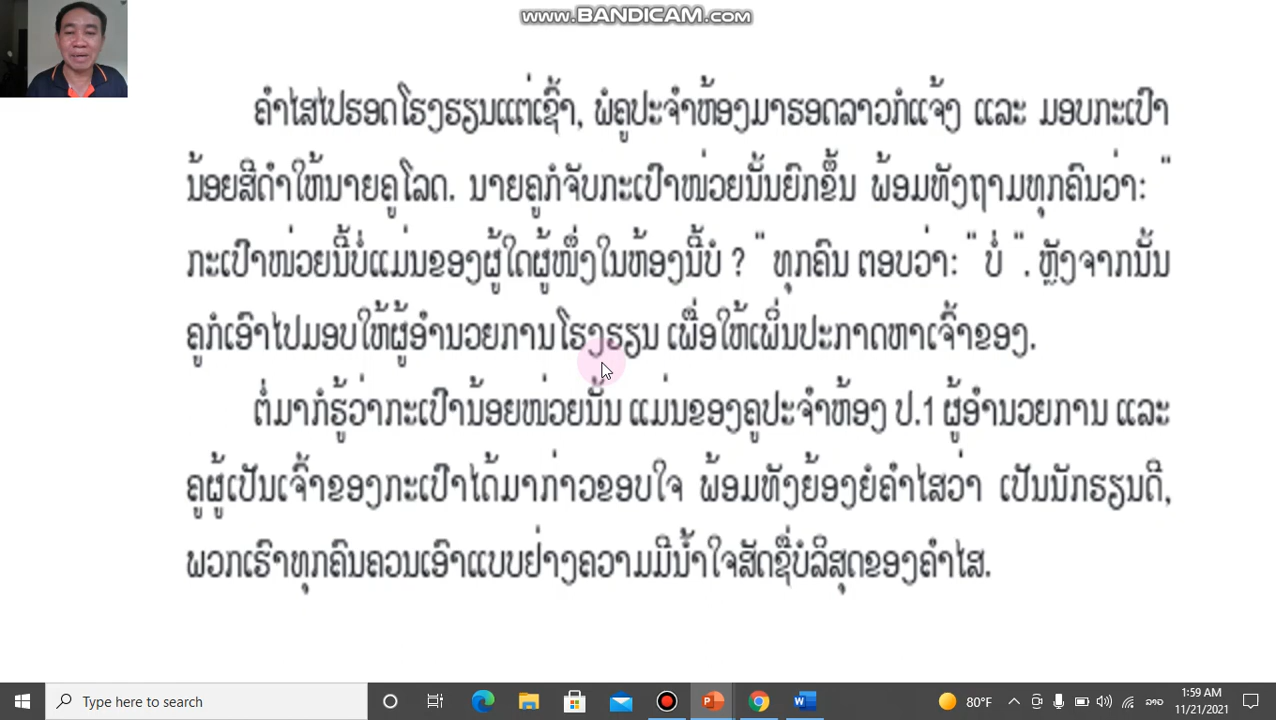 WWW.BANDICAM.COM
ຄຳໄສໄປຮອດໂຮງຮຽນແຕ່ເຊົ້າ, ພໍຄູປະຈຳຫ້ອງມາຮອດລາວກໍແຈ້ງ ແລະ ມອບກະເປົາ
ນ້ອຍສີດຳໃຫ້ນາຍຄູໂລດ. ນາຍຄູກໍຈັບກະເປົາໜ່ວຍນັ້ນຍົກຂຶ້ນ ພ້ອມທັງຖາມທຸກຄົນວ່າ: "
ກະເປົາໜ່ວຍນີ້ບໍ່ແມ່ນຂອງຜູ້ໃດຜູ້ໜຶ່ງໃນຫ້ອງນີ້ບໍ ? " ທຸກຄົນ ຕອບວ່າ: " ບໍ່ ". ຫຼັງຈາກນັ້ນ
ຄູກໍເອົາໄປມອບໃຫ້ຜູ້ອຳນວຍການໂຮງຮຽນ ເພື່ອໃຫ້ເພິ່ນປະກາດຫາເຈົ້າຂອງ.
ຕໍ່ມາກໍຮູ້ວ່າກະເປົານ້ອຍໜ່ວຍນັ້ນ ແມ່ນຂອງຄູປະຈຳຫ້ອງ ປ.1 ຜູ້ອຳນວຍການ ແລະ
ຄູຜູ້ເປັນເຈົ້າຂອງກະເປົາໄດ້ມາກ່າວຂອບໃຈ ພ້ອມທັງຍ້ອງຍໍຄຳໄສວ່າ ເປັນນັກຮຽນດີ,
ພວກເຮົາທຸກຄົນຄວນເອົາແບບຢ່າງຄວາມມີນ້ຳໃຈສັດຊື່ບໍລິສຸດຂອງຄຳໄສ.
Type here to search
80°F
ລາວ
1:59 AM
11/21/2021